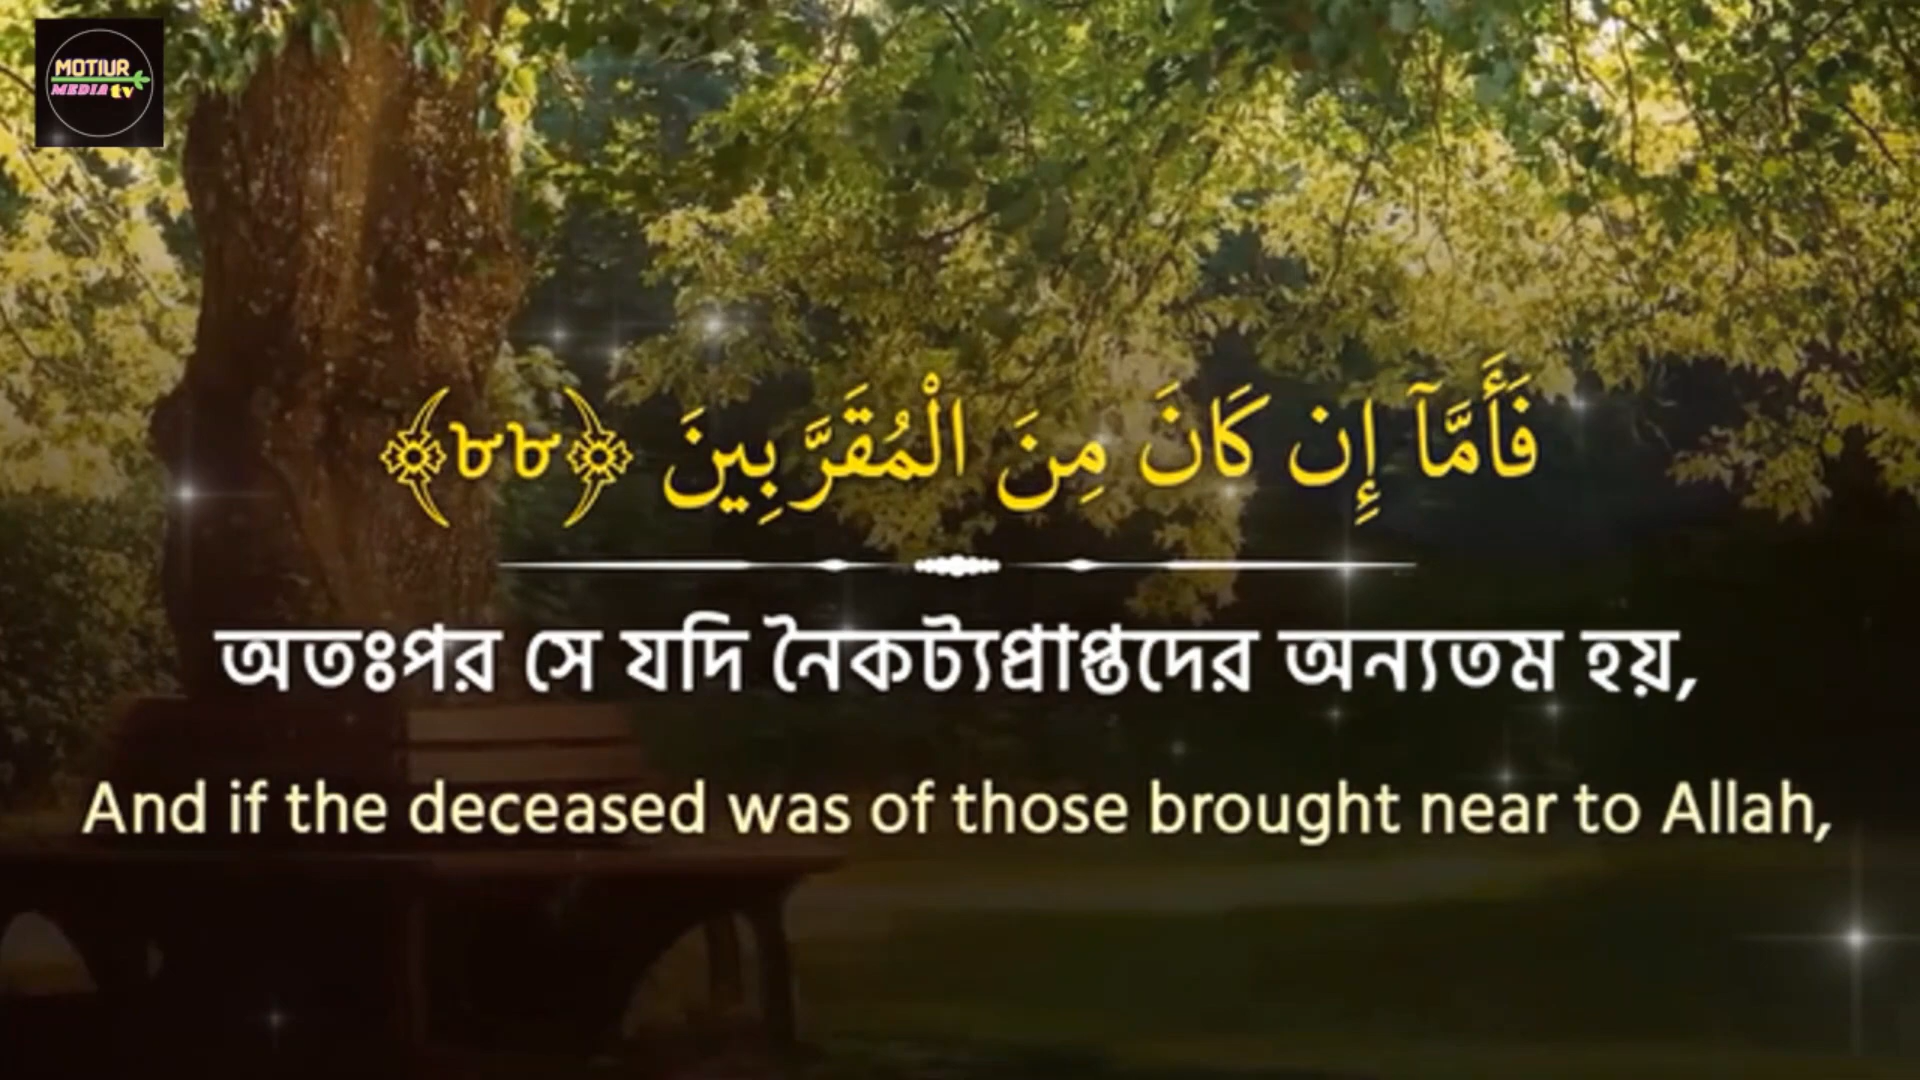 MOTIUR
MEDIA tv
فَأَمَّآ إِن كَانَ مِنَ الْمُقَرَّبِينَ ﴿٨٨﴾
অতঃপর সে যদি নৈকট্যপ্রাপ্তদের অন্যতম হয়,
And if the deceased was of those brought near to Allah,